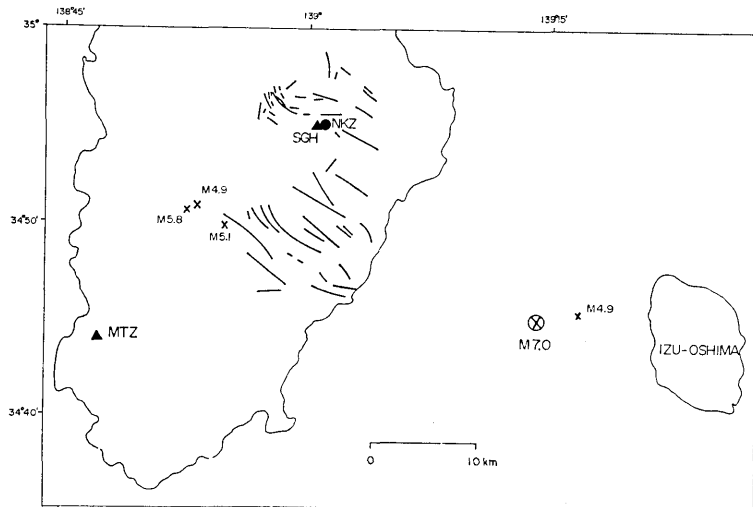 138°45'
139°
139°15'
35°
NKZ
SGH
M4.9
M5.8
M5.1
34°50'
M4.9
MTZ
M7.0
IZU-OSHIMA
34°40'
0
10 km